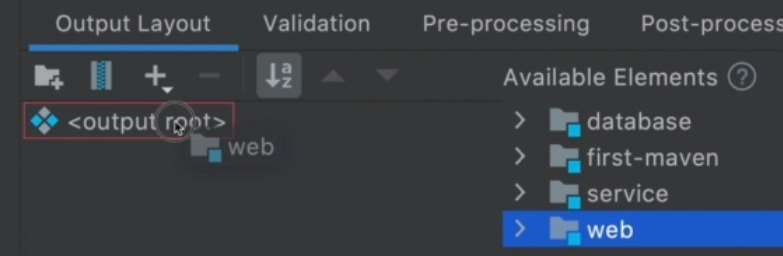 Output Layout Validation Pre-processing Post-process
a
z
Available Elements ?
<output root>
web
database
first-maven
service
web